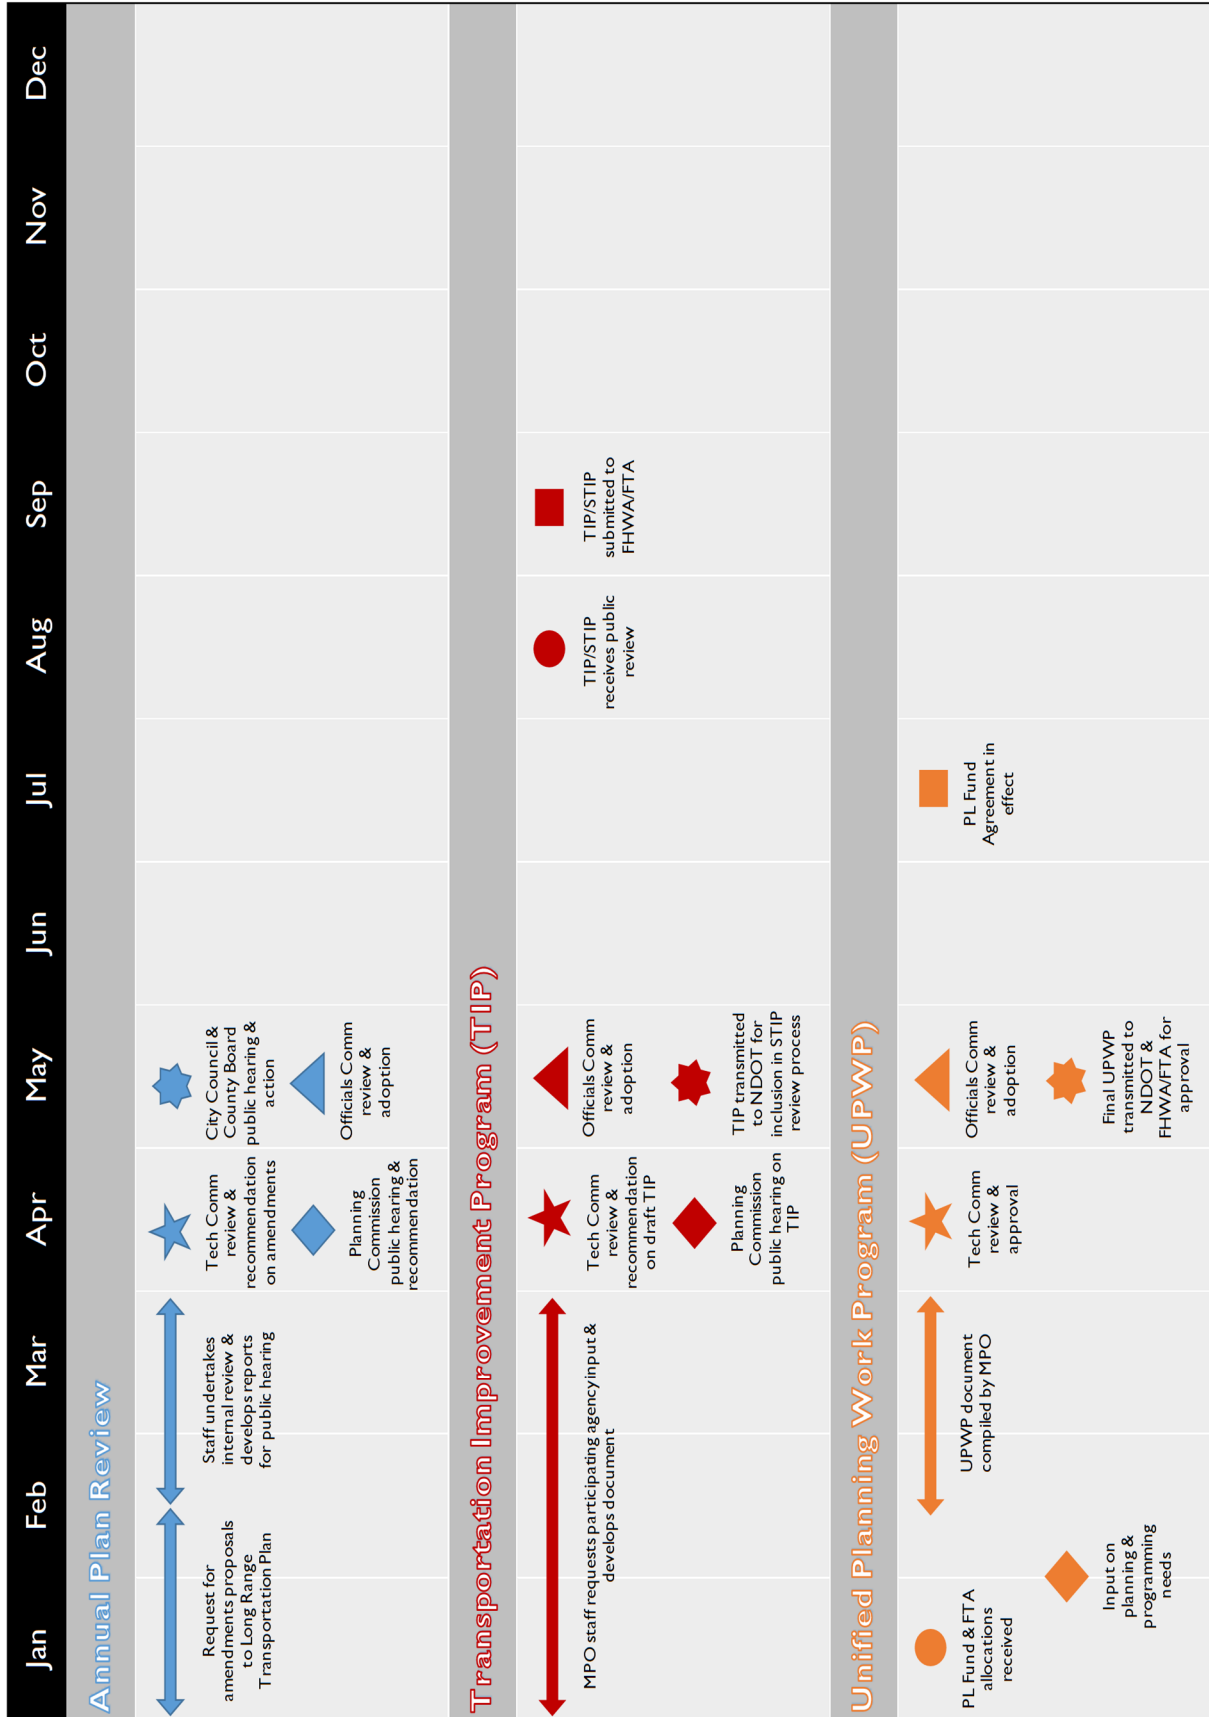 Jan
Feb
Mar
Apr
May
Jun
Jul
Aug
Sep
Oct
Nov
Dec
Annual Plan Review
Request for
amendments proposals
to Long Range
Transportation Plan
Staff undertakes
internal review &
develops reports
for public hearing
Tech Comm
review &
recommendation
on amendments
Planning
Commission
public hearing &
recommendation
City Council &
County Board
public hearing &
action
Officials Comm
review &
adoption
Transportation Improvement Program (TIP)
MPO staff requests participating agency input &
develops document
Tech Comm
review &
recommendation
on draft TIP
Planning
Commission
public hearing on
TIP
Officials Comm
review &
adoption
TIP transmitted
to NDOT for
inclusion in STIP
review process
TIP/STIP
receives public
review
TIP/STIP
submitted to
FHWA/FTA
Unified Planning Work Program (UPWP)
PL Fund & FTA
allocations
received
Input on
planning &
programming
needs
UPWP document
compiled by MPO
Tech Comm
review &
approval
Officials Comm
review &
adoption
Final UPWP
transmitted to
NDOT &
FHWA/FTA for
approval
PL Fund
Agreement in
effect